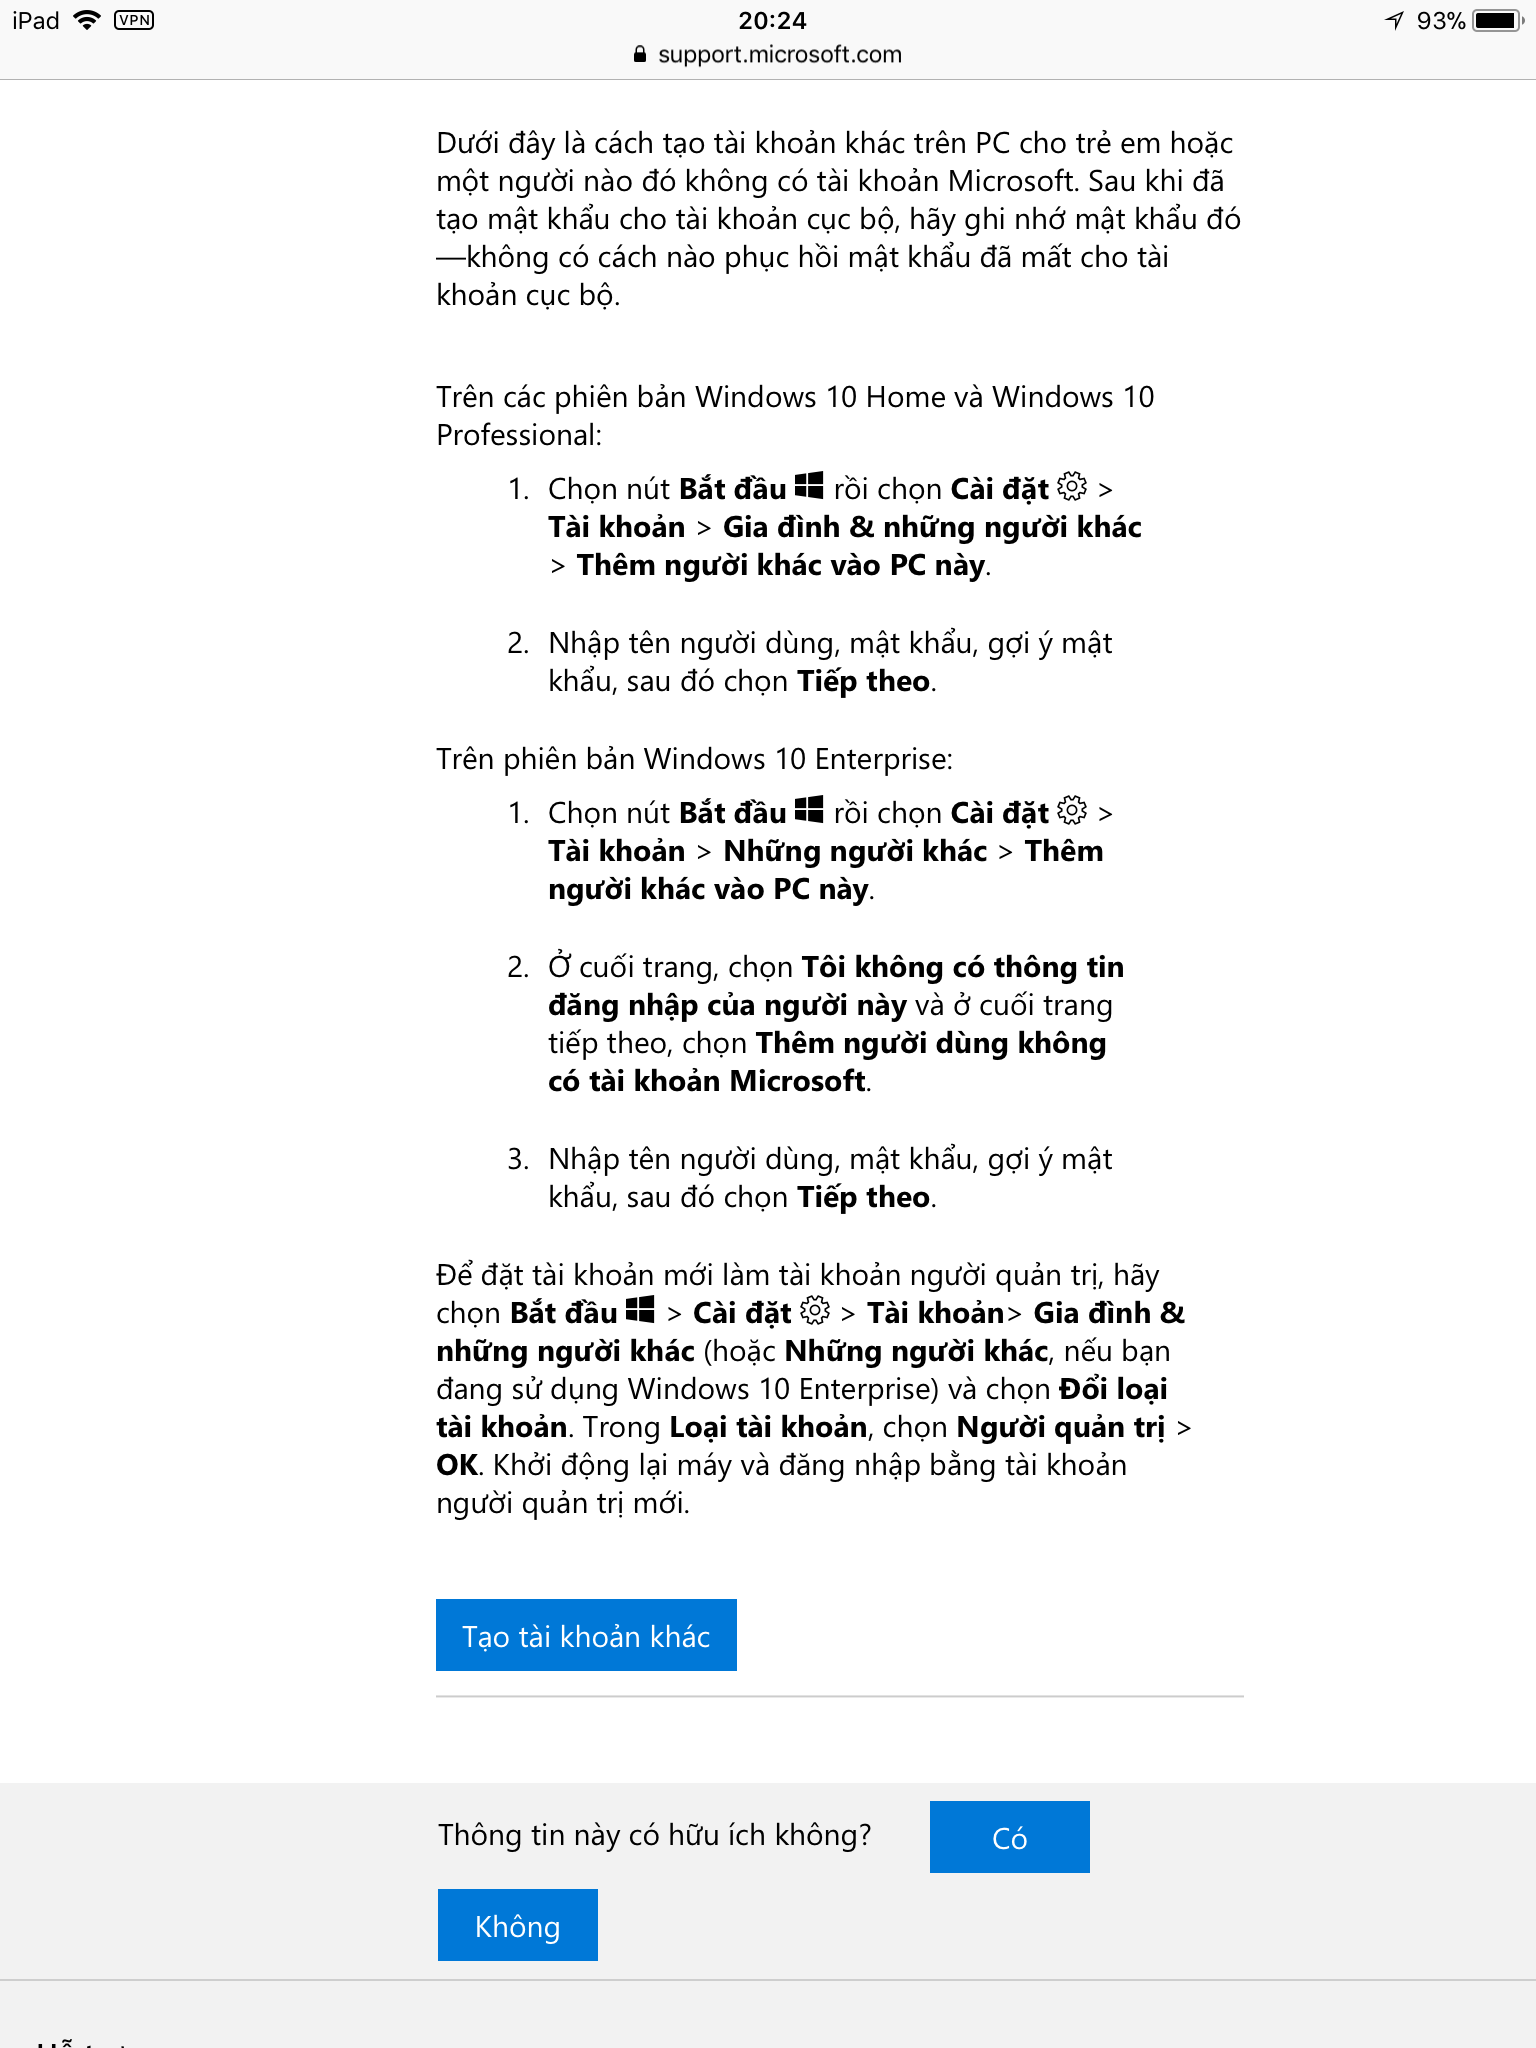 iPad VPN 20:24 93%
support.microsoft.com
Dưới đây là cách tạo tài khoản khác trên PC cho trẻ em hoặc
một người nào đó không có tài khoản Microsoft. Sau khi đã
tạo mật khẩu cho tài khoản cục bộ, hãy ghi nhớ mật khẩu đó
—không có cách nào phục hồi mật khẩu đã mất cho tài
khoản cục bộ.
Trên các phiên bản Windows 10 Home và Windows 10
Professional:
1. Chọn nút Bắt đầu rồi chọn Cài đặt >
Tài khoản > Gia đình & những người khác
> Thêm người khác vào PC này.
2. Nhập tên người dùng, mật khẩu, gợi ý mật
khẩu, sau đó chọn Tiếp theo.
Trên phiên bản Windows 10 Enterprise:
1. Chọn nút Bắt đầu rồi chọn Cài đặt >
Tài khoản > Những người khác > Thêm
người khác vào PC này.
2. Ở cuối trang, chọn Tôi không có thông tin
đăng nhập của người này và ở cuối trang
tiếp theo, chọn Thêm người dùng không
có tài khoản Microsoft.
3. Nhập tên người dùng, mật khẩu, gợi ý mật
khẩu, sau đó chọn Tiếp theo.
Để đặt tài khoản mới làm tài khoản người quản trị, hãy
chọn Bắt đầu > Cài đặt > Tài khoản> Gia đình &
những người khác (hoặc Những người khác, nếu bạn
đang sử dụng Windows 10 Enterprise) và chọn Đổi loại
tài khoản. Trong Loại tài khoản, chọn Người quản trị >
OK. Khởi động lại máy và đăng nhập bằng tài khoản
người quản trị mới.
Tạo tài khoản khác
Thông tin này có hữu ích không? Có
Không